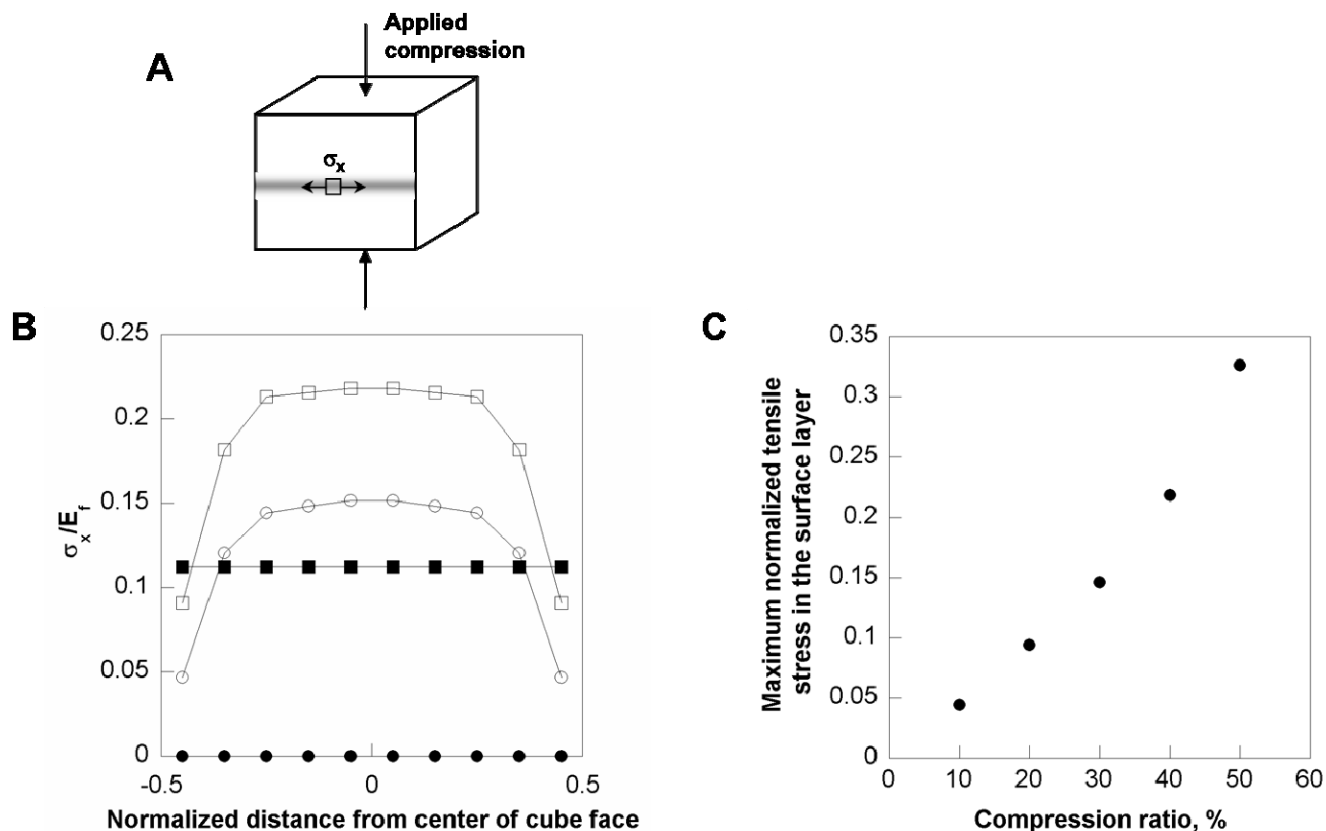 A
Applied
compression
σx
B
0.25
0.2
0.15
0.1
0.05
0
-0.5
0
0.5
σx/Ef
Normalized distance from center of cube face
C
0.35
0.3
0.25
0.2
0.15
0.1
0.05
0
0
10
20
30
40
50
60
Maximum normalized tensile
stress in the surface layer
Compression ratio, %